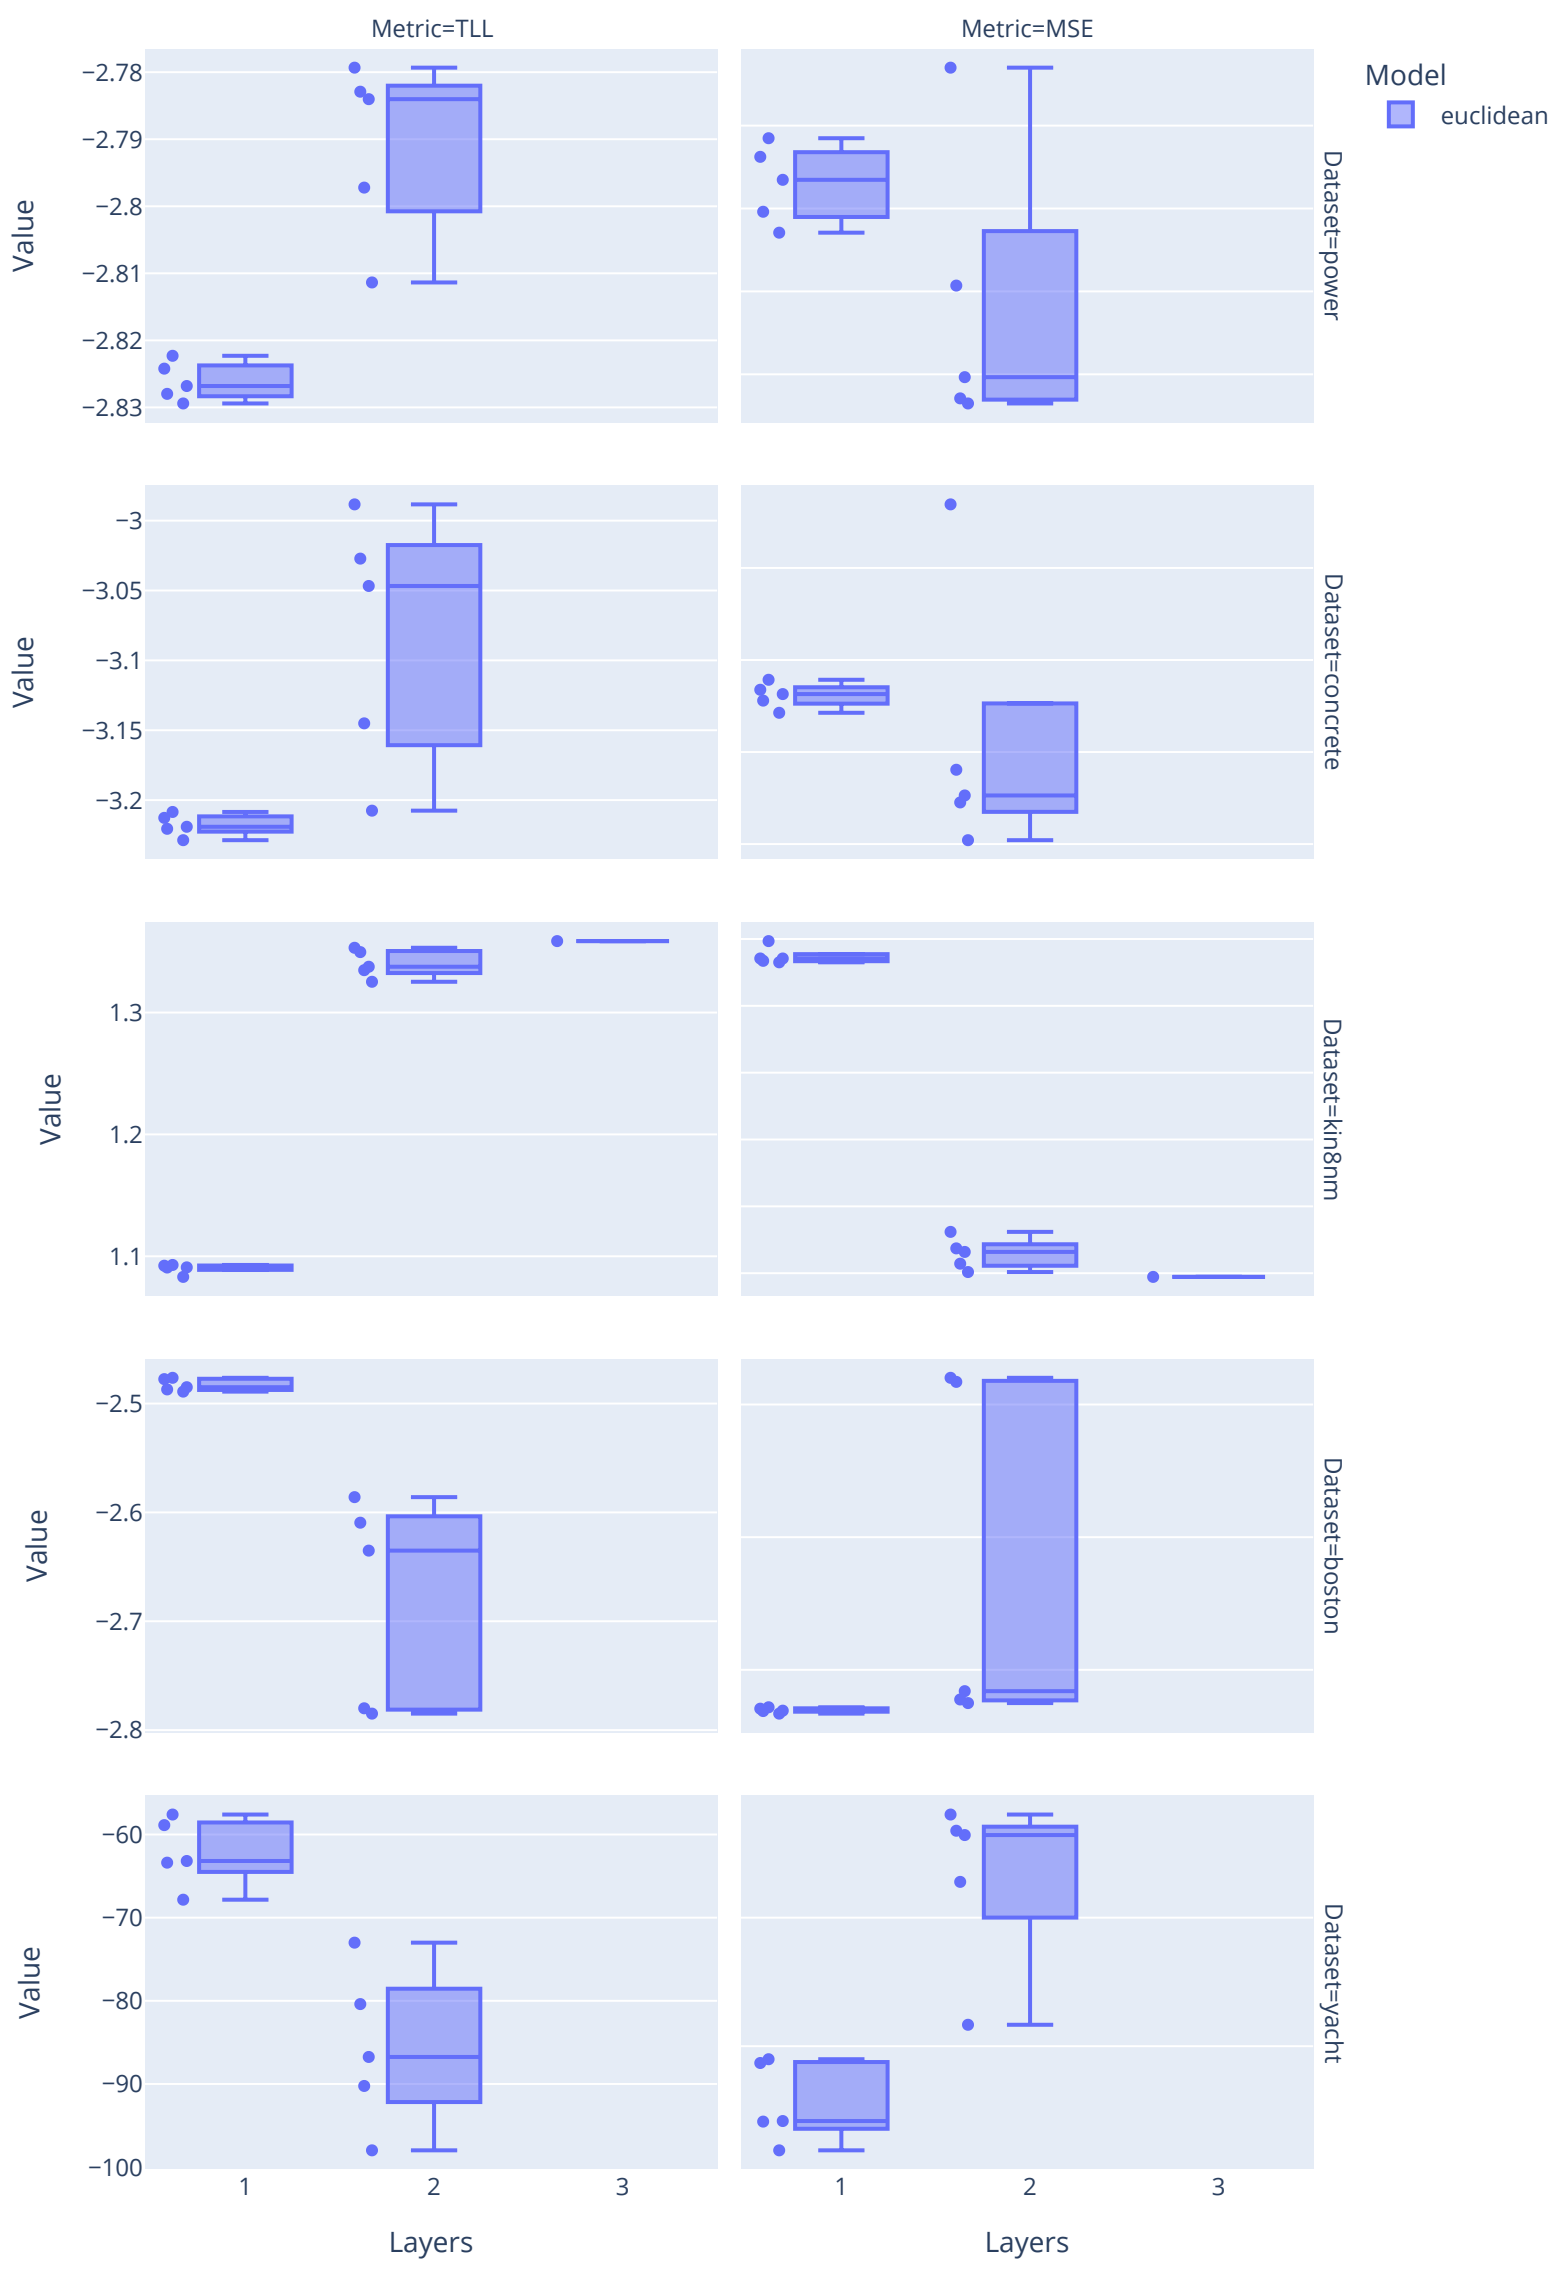 Metric=TLL
Metric=MSE
Model
euclidean
Value
−2.78
−2.79
−2.8
−2.81
−2.82
−2.83
Dataset=power
Value
−3
−3.05
−3.1
−3.15
−3.2
Dataset=concrete
Value
1.3
1.2
1.1
Dataset=kin8nm
Value
−2.5
−2.6
−2.7
−2.8
Dataset=boston
Value
−60
−70
−80
−90
−100
Dataset=yacht
1
2
3
1
2
3
Layers
Layers